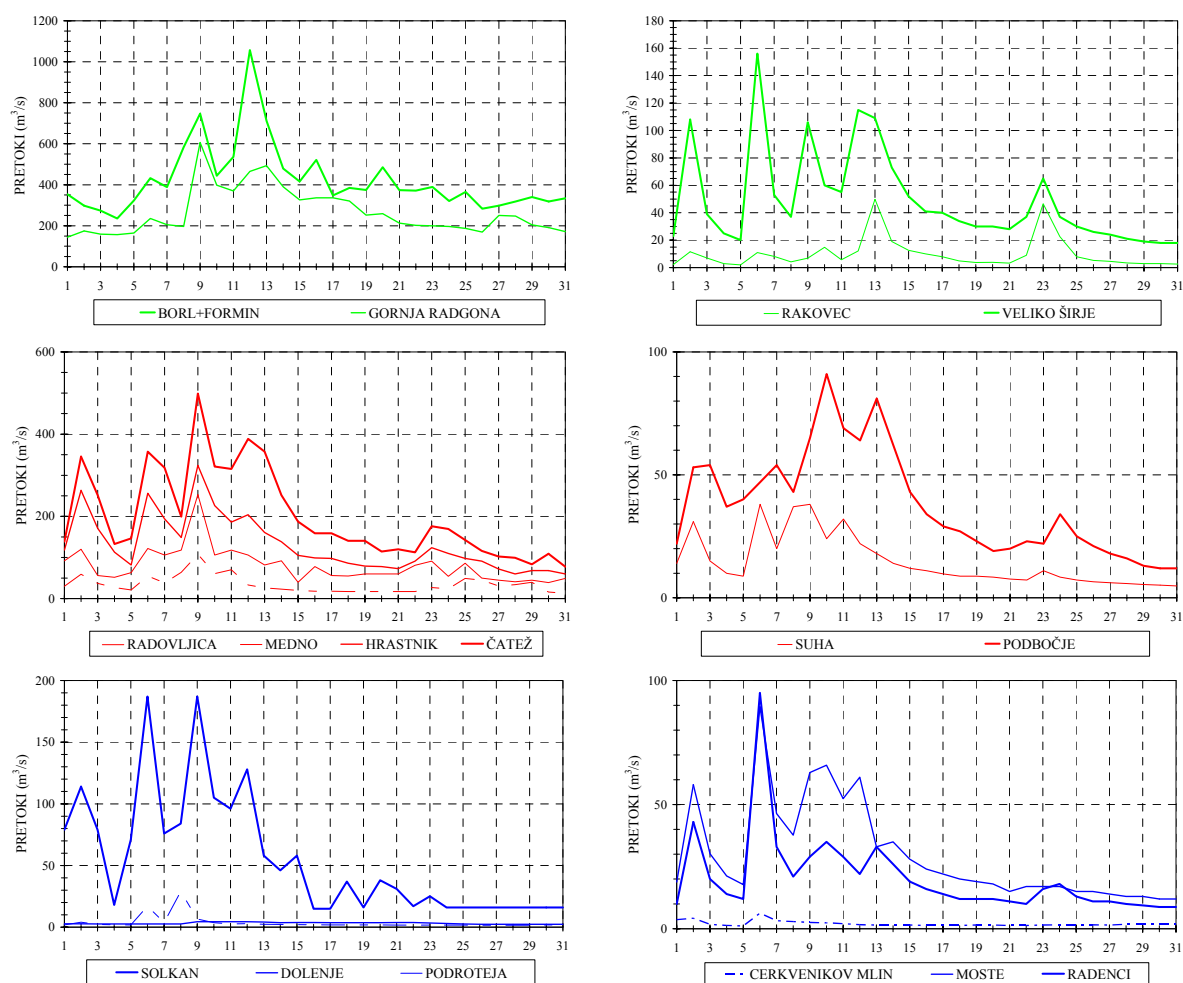 1200
1000
800
600
400
200
0
PRETOKI (m³/s)
1 3 5 7 9 11 13 15 17 19 21 23 25 27 29 31
BORL+FORMIN GORNJA RADGONA
180
160
140
120
100
80
60
40
20
0
PRETOKI (m³/s)
1 3 5 7 9 11 13 15 17 19 21 23 25 27 29 31
RAKOVEC VELIKO ŠIRJE
600
400
200
0
PRETOKI (m³/s)
1 3 5 7 9 11 13 15 17 19 21 23 25 27 29 31
RADOVLJICA MEDNO HRASTNIK ČATEŽ
100
50
0
PRETOKI (m³/s)
1 3 5 7 9 11 13 15 17 19 21 23 25 27 29 31
SUHA PODBOČJE
200
150
100
50
0
PRETOKI (m³/s)
1 3 5 7 9 11 13 15 17 19 21 23 25 27 29 31
SOLKAN DOLENJE PODROTEJA
100
50
0
PRETOKI (m³/s)
1 3 5 7 9 11 13 15 17 19 21 23 25 27 29 31
CERKVENIKOV MLIN MOSTE RADENCI